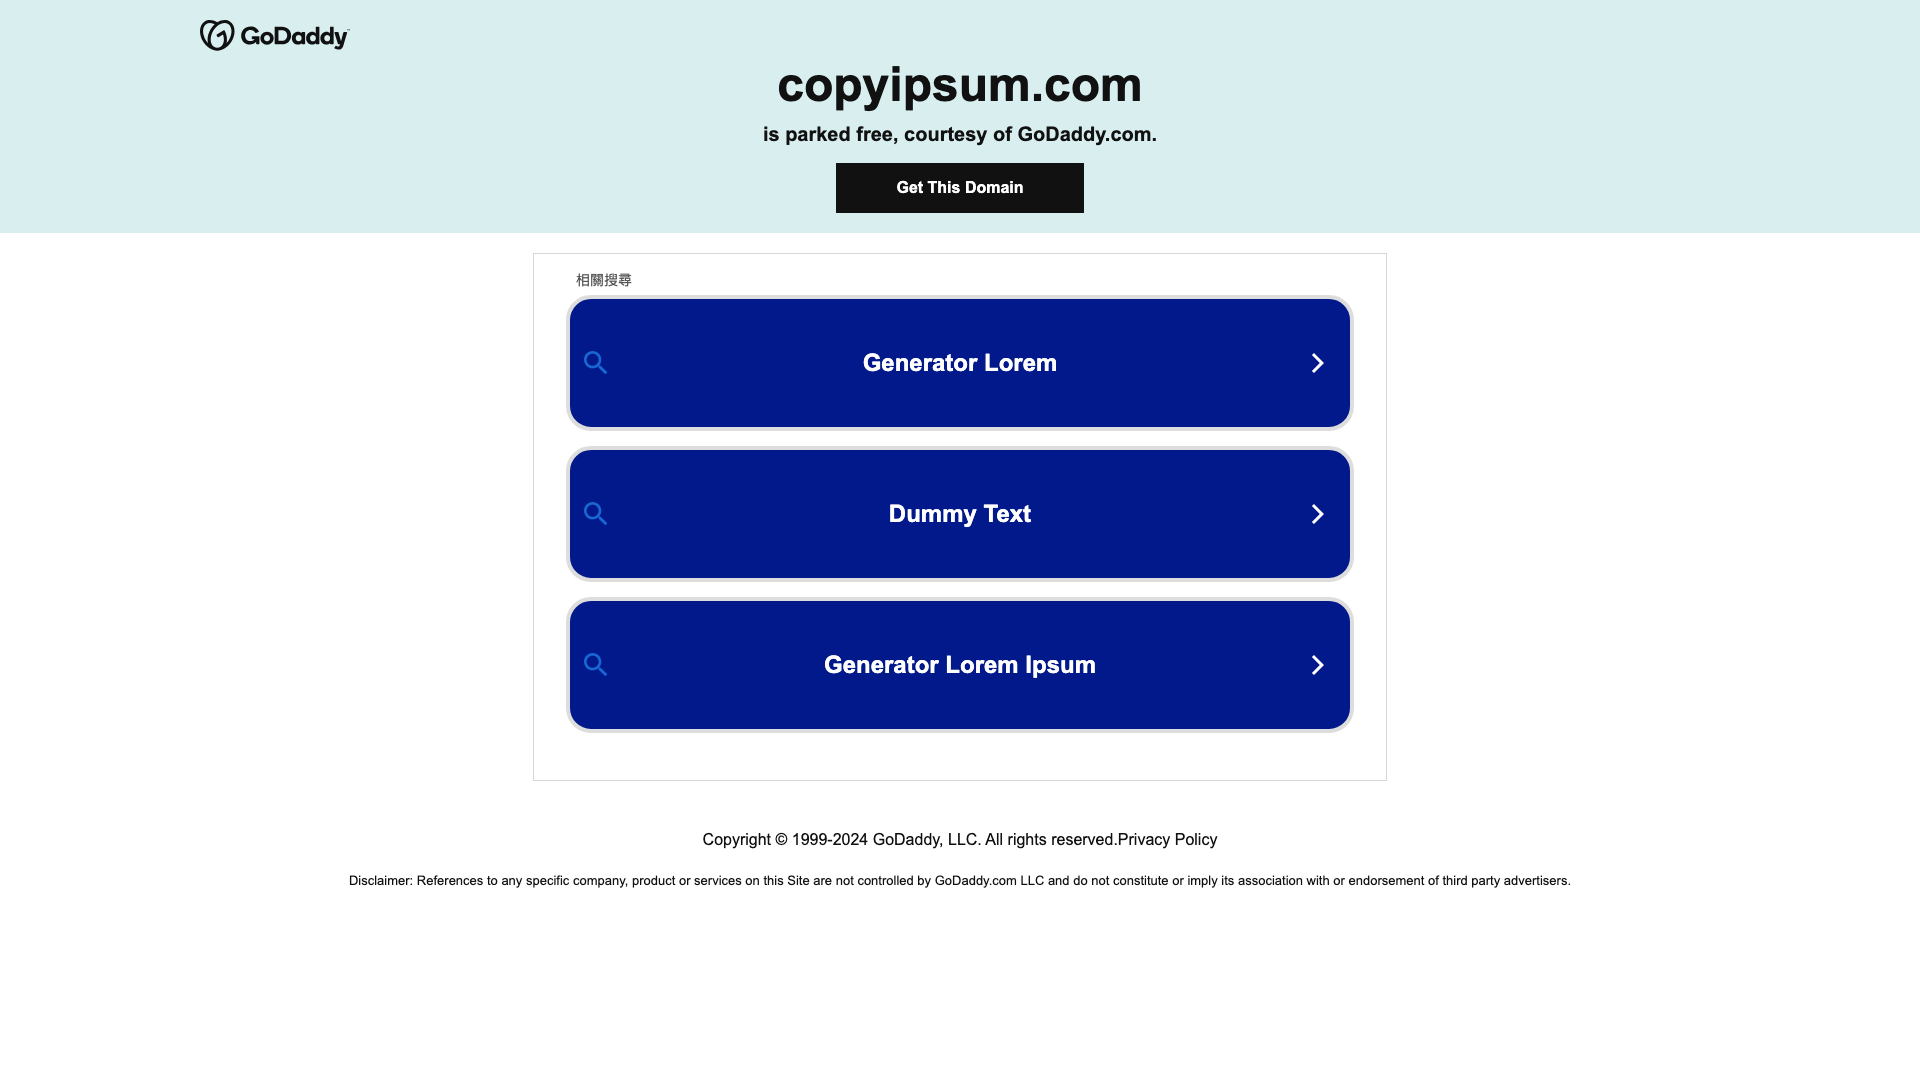 GoDaddy
copyipsum.com
is parked free, courtesy of GoDaddy.com.
Get This Domain
相關搜尋
Generator Lorem
Dummy Text
Generator Lorem Ipsum
Copyright © 1999-2024 GoDaddy, LLC. All rights reserved.Privacy Policy
Disclaimer: References to any specific company, product or services on this Site are not controlled by GoDaddy.com LLC and do not constitute or imply its association with or endorsement of third party advertisers.